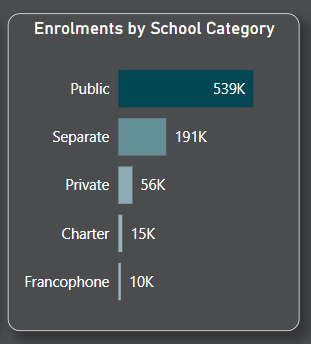 Enrolments by School Category
Public 539K
Separate 191K
Private 56K
Charter 15K
Francophone 10K